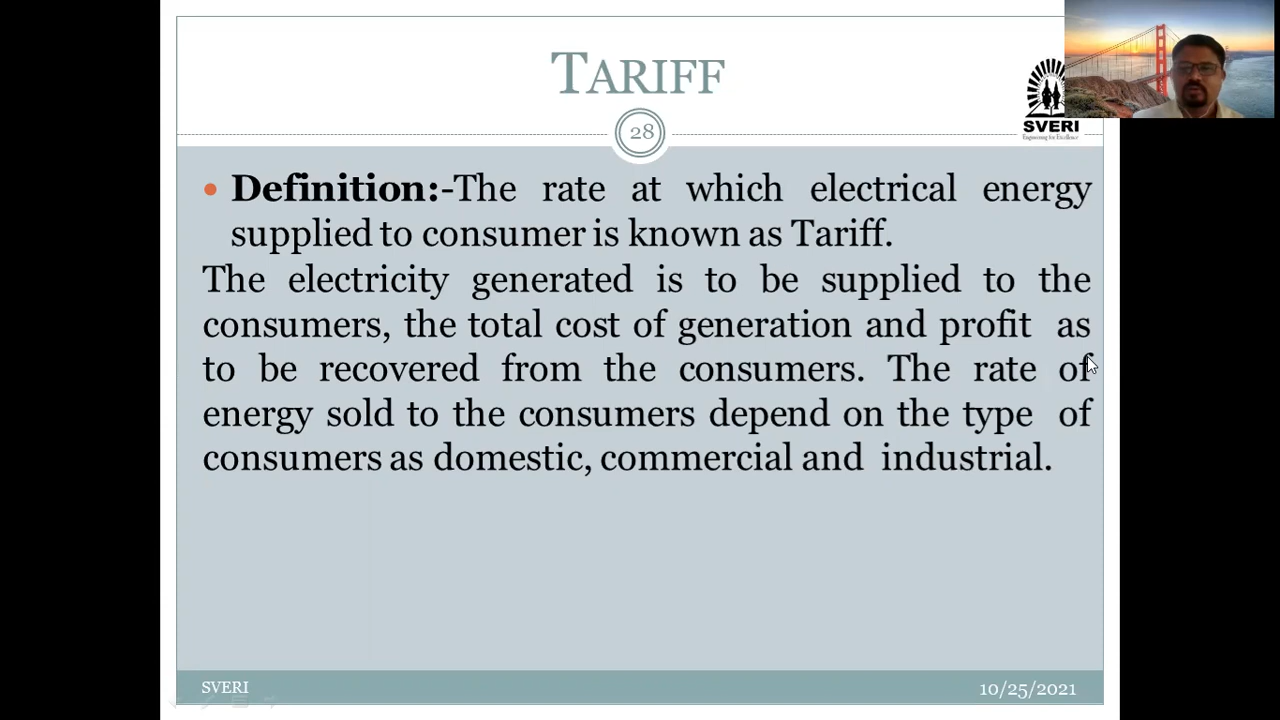 TARIFF
28
SVERI
Engineering for Excellence
• Definition:-The rate at which electrical energy
supplied to consumer is known as Tariff.
The electricity generated is to be supplied to the
consumers, the total cost of generation and profit as
to be recovered from the consumers. The rate of
energy sold to the consumers depend on the type of
consumers as domestic, commercial and industrial.
SVERI
10/25/2021